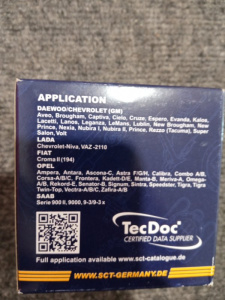 APPLICATION
DAEWOO/CHEVROLET (GM)
Aveo, Brougham, Captiva, Cielo, Cruze, Espero, Evanda, Kalos,
Lacetti, Lanos, Leganza, LeMans, Lublin, New Brougham, New
Prince, Nexia, Nubira I, Nubira II, Prince, Rezzo (Tacuma), Super
Salon, Volt
LADA
Chevrolet-Niva, VAZ -2110
FIAT
Croma II (194)
OPEL
Ampera, Antara, Ascona-C, Astra F/G/H, Calibra, Combo A/B,
Corsa-A/B/C, Frontera, Kadett-D/E, Manta-B, Meriva-A, Omega-
A/B, Rekord-E, Senator-B, Signum, Sintra, Speedster, Tigra, Tigra
Twin-Top, Vectra-A/B/C, Zafira-A/B
SAAB
Serie 900 II, 9000, 9-3/9-3 x
TecDoc
CERTIFIED DATA SUPPLIER
Full application available www.sct-catalogue.de
WWW.SCT-GERMANY.DE